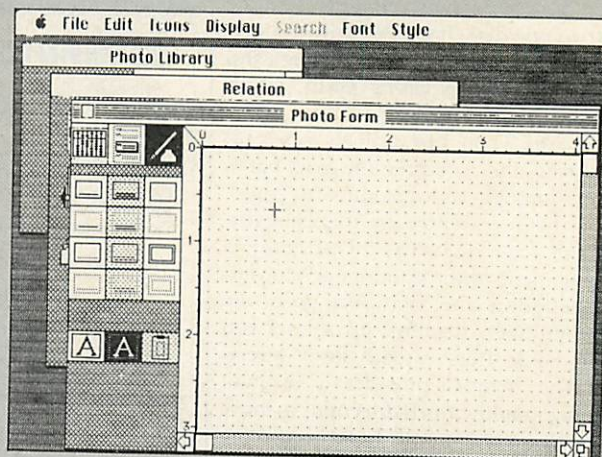 File Edit Icons Display Search Font Style
Photo Library
Relation
Photo Form
0 1 2 3 4
0
1
2
3
A A